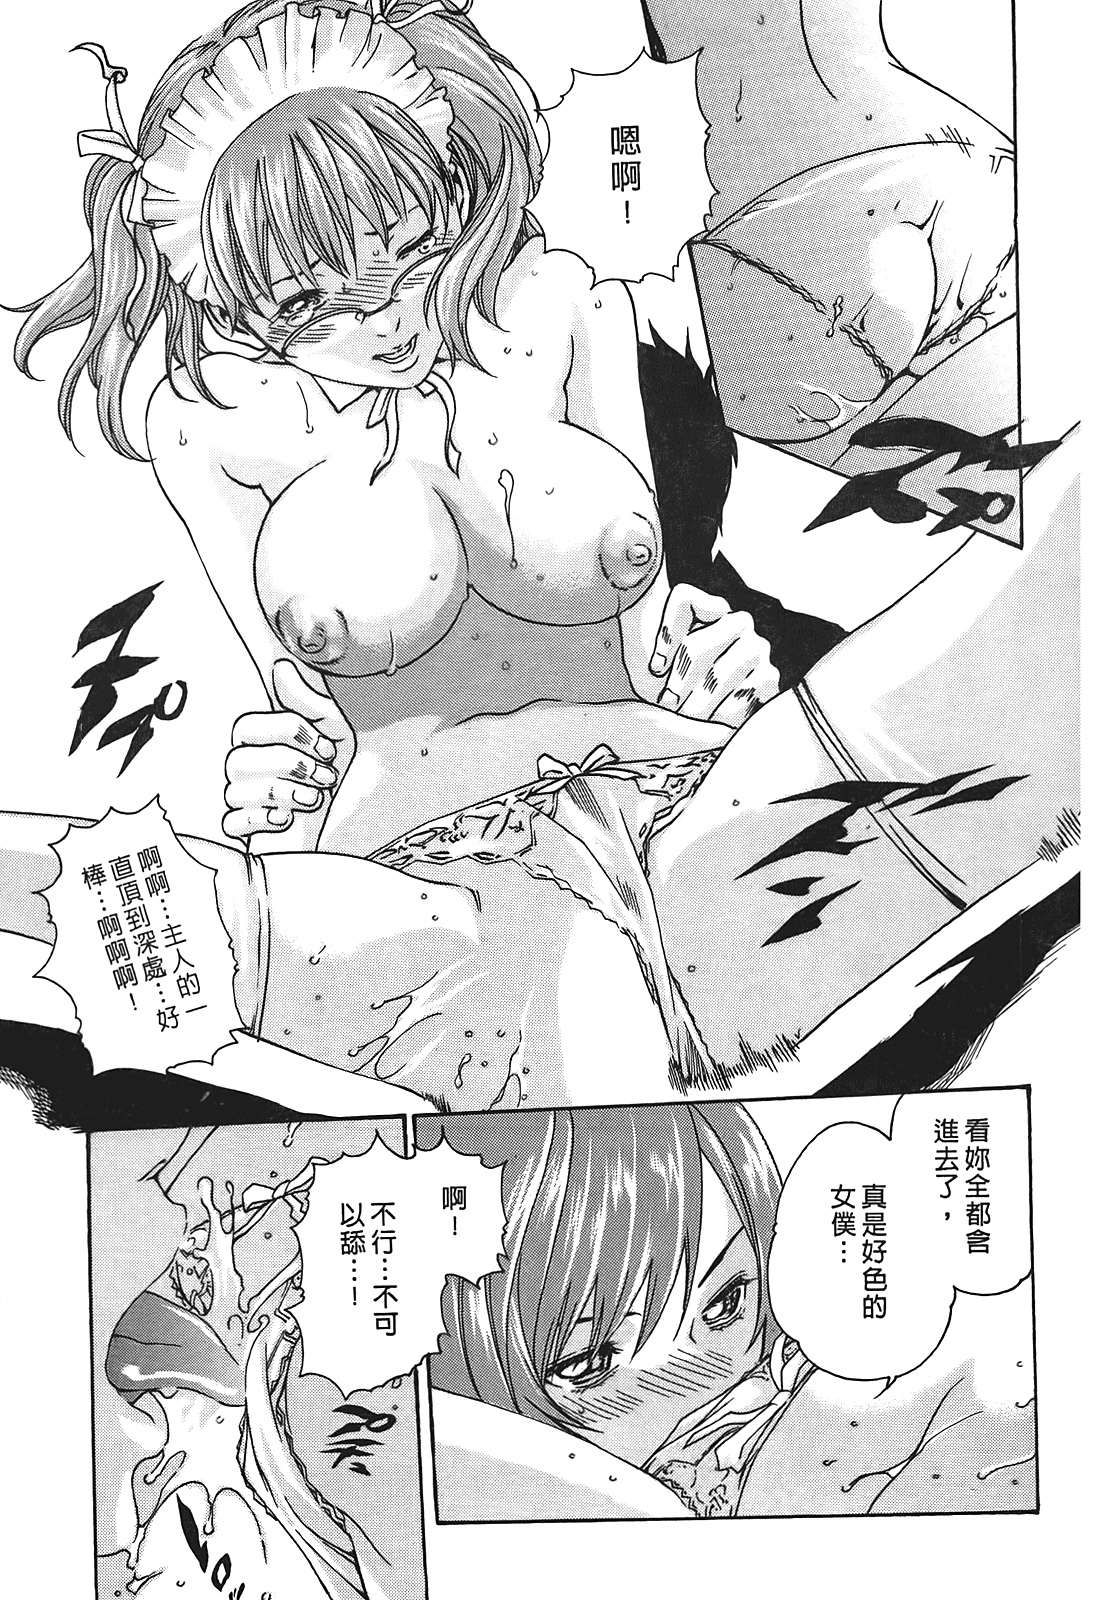 嗯啊！
啊啊…主人的一
直頂到深處…好
棒…啊啊啊！
看妳全都含
進去了，
真是好色的
女僕…
啊！
不行…不可
以舔…！